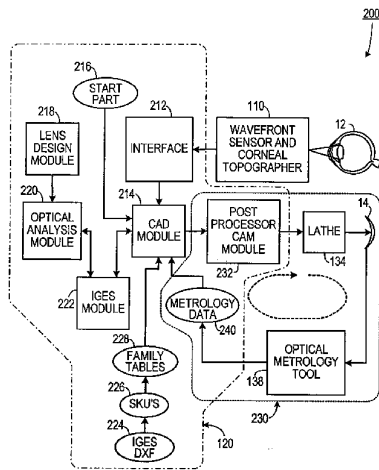 200
216
START
PART
212
110
12
218
LENS
DESIGN
MODULE
INTERFACE
WAVEFRONT
SENSOR AND
CORNEAL
TOPOGRAPHER
220
214
OPTICAL
ANALYSIS
MODULE
CAD
MODULE
POST
PROCESSOR
CAM
MODULE
LATHE
14
232
134
222
IGES
MODULE
METROLOGY
DATA
240
228
FAMILY
TABLES
OPTICAL
METROLOGY
TOOL
226
SKU'S
138
224
IGES
DXF
120
230